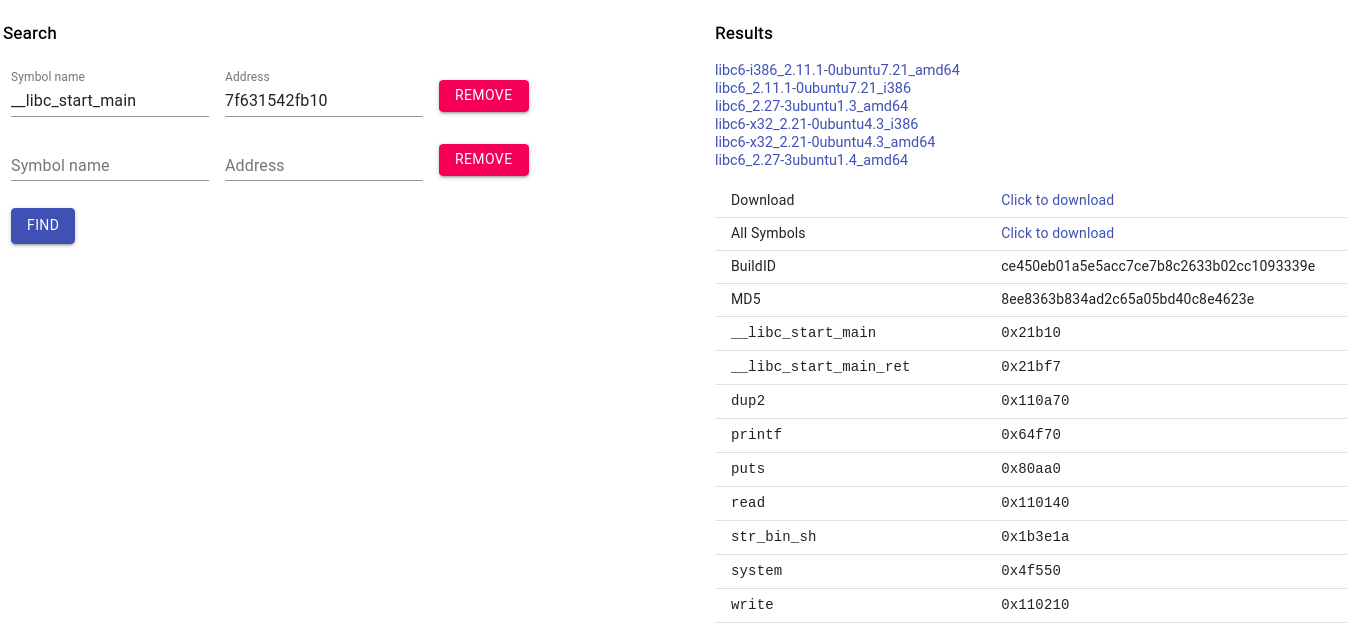 Search
Symbol name Address
__libc_start_main 7f631542fb10 REMOVE
Symbol name Address REMOVE
FIND
Results
libc6-i386_2.11.1-0ubuntu7.21_amd64
libc6_2.11.1-0ubuntu7.21_i386
libc6_2.27-3ubuntu1.3_amd64
libc6-x32_2.21-0ubuntu4.3_i386
libc6-x32_2.21-0ubuntu4.3_amd64
libc6_2.27-3ubuntu1.4_amd64
Download Click to download
All Symbols Click to download
BuildID ce450eb01a5e5acc7ce7b8c2633b02cc1093339e
MD5 8ee8363b834ad2c65a05bd40c8e4623e
__libc_start_main 0x21b10
__libc_start_main_ret 0x21bf7
dup2 0x110a70
printf 0x64f70
puts 0x80aa0
read 0x110140
str_bin_sh 0x1b3e1a
system 0x4f550
write 0x110210